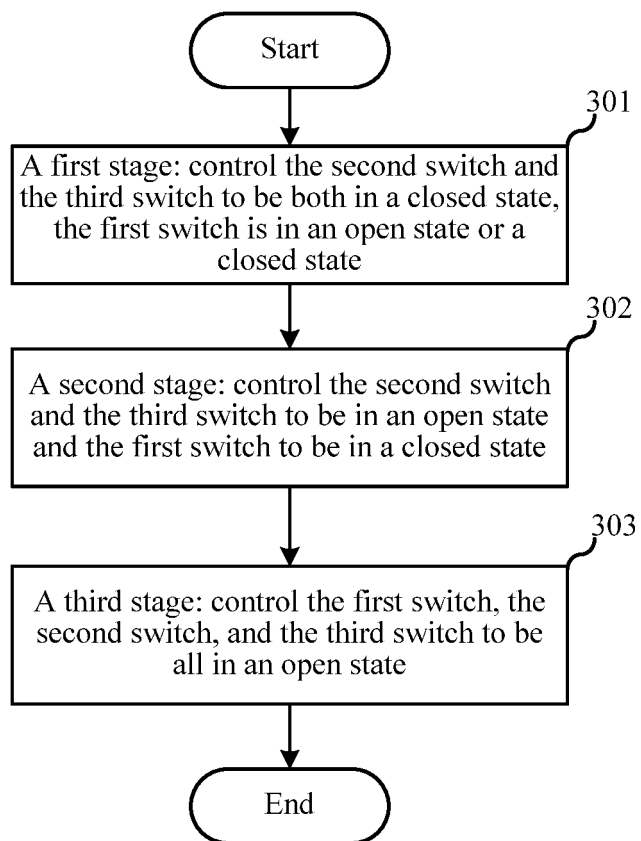 Start
301
A first stage: control the second switch and
the third switch to be both in a closed state,
the first switch is in an open state or a
closed state
302
A second stage: control the second switch
and the third switch to be in an open state
and the first switch to be in a closed state
303
A third stage: control the first switch, the
second switch, and the third switch to be
all in an open state
End